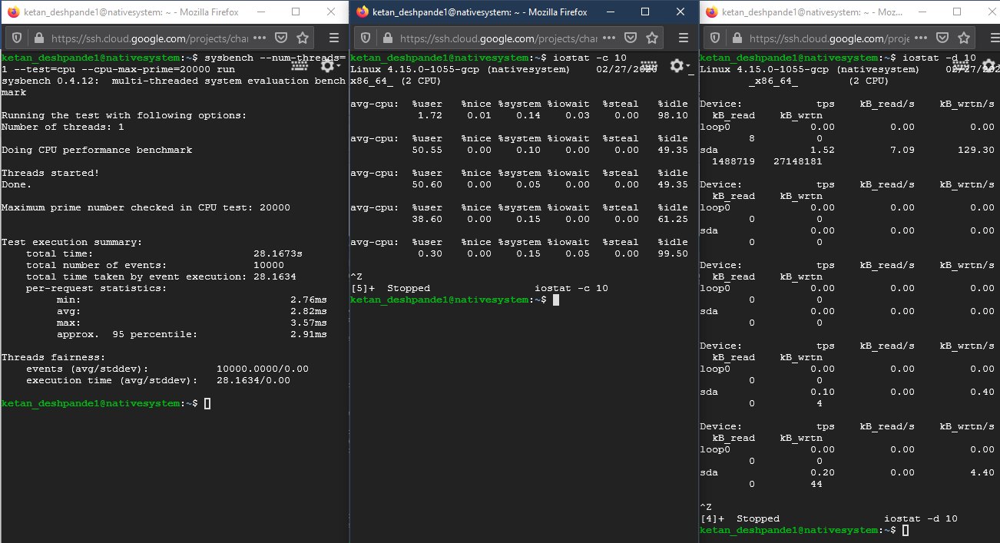 ketan_deshpande1@nativesystem: ~ - Mozilla Firefox
https://ssh.cloud.google.com/projects/char
ketan_deshpande1@nativesystem:~$ sysbench --num-threads=
1 --test=cpu --cpu-max-prime=20000 run
sysbench 0.4.12:  multi-threaded system evaluation bench
mark
Running the test with following options:
Number of threads: 1
Doing CPU performance benchmark
Threads started!
Done.
Maximum prime number checked in CPU test: 20000
Test execution summary:
total time: 28.1673s
total number of events: 10000
total time taken by event execution: 28.1634
per-request statistics:
min: 2.76ms
avg: 2.82ms
max: 3.57ms
approx.  95 percentile: 2.91ms
Threads fairness:
events (avg/stddev): 10000.0000/0.00
execution time (avg/stddev): 28.1634/0.00
ketan_deshpande1@nativesystem:~$
ketan_deshpande1@nativesystem: ~ - Mozilla Firefox
https://ssh.cloud.google.com/projects/char
ketan_deshpande1@nativesystem:~$ iostat -c 10
Linux 4.15.0-1055-gcp (nativesystem) 02/27/2020 _
x86_64_ (2 CPU)
avg-cpu: %user %nice %system %iowait %steal %idle
1.72 0.01 0.14 0.03 0.00 98.10
avg-cpu: %user %nice %system %iowait %steal %idle
50.55 0.00 0.10 0.00 0.00 49.35
avg-cpu: %user %nice %system %iowait %steal %idle
50.60 0.00 0.05 0.00 0.00 49.35
avg-cpu: %user %nice %system %iowait %steal %idle
38.60 0.00 0.15 0.00 0.00 61.25
avg-cpu: %user %nice %system %iowait %steal %idle
0.30 0.00 0.15 0.05 0.00 99.50
^Z
[5]+  Stopped iostat -c 10
ketan_deshpande1@nativesystem:~$
ketan_deshpande1@nativesystem: ~ - Moz...
https://ssh.cloud.google.com/proje
ketan_deshpande1@nativesystem:~$ iostat -d 10
Linux 4.15.0-1055-gcp (nativesystem)
_x86_64_ (2 CPU)
Device: tps kB_read/s kB_wrtn/s
kB_read kB_wrtn
loop0 0.00 0.00 0.00
8 0
sda 1.52 7.09 129.30
1488719 27148181
Device: tps kB_read/s kB_wrtn/s
kB_read kB_wrtn
loop0 0.00 0.00 0.00
0 0
sda 0.00 0.00 0.00
0 0
Device: tps kB_read/s kB_wrtn/s
kB_read kB_wrtn
loop0 0.00 0.00 0.00
0 0
sda 0.00 0.00 0.00
0 0
Device: tps kB_read/s kB_wrtn/s
kB_read kB_wrtn
loop0 0.00 0.00 0.00
0 0
sda 0.10 0.00 0.40
0 4
Device: tps kB_read/s kB_wrtn/s
kB_read kB_wrtn
loop0 0.00 0.00 0.00
0 0
sda 0.20 0.00 4.40
0 44
^Z
[4]+  Stopped iostat -d 10
ketan_deshpande1@nativesystem:~$